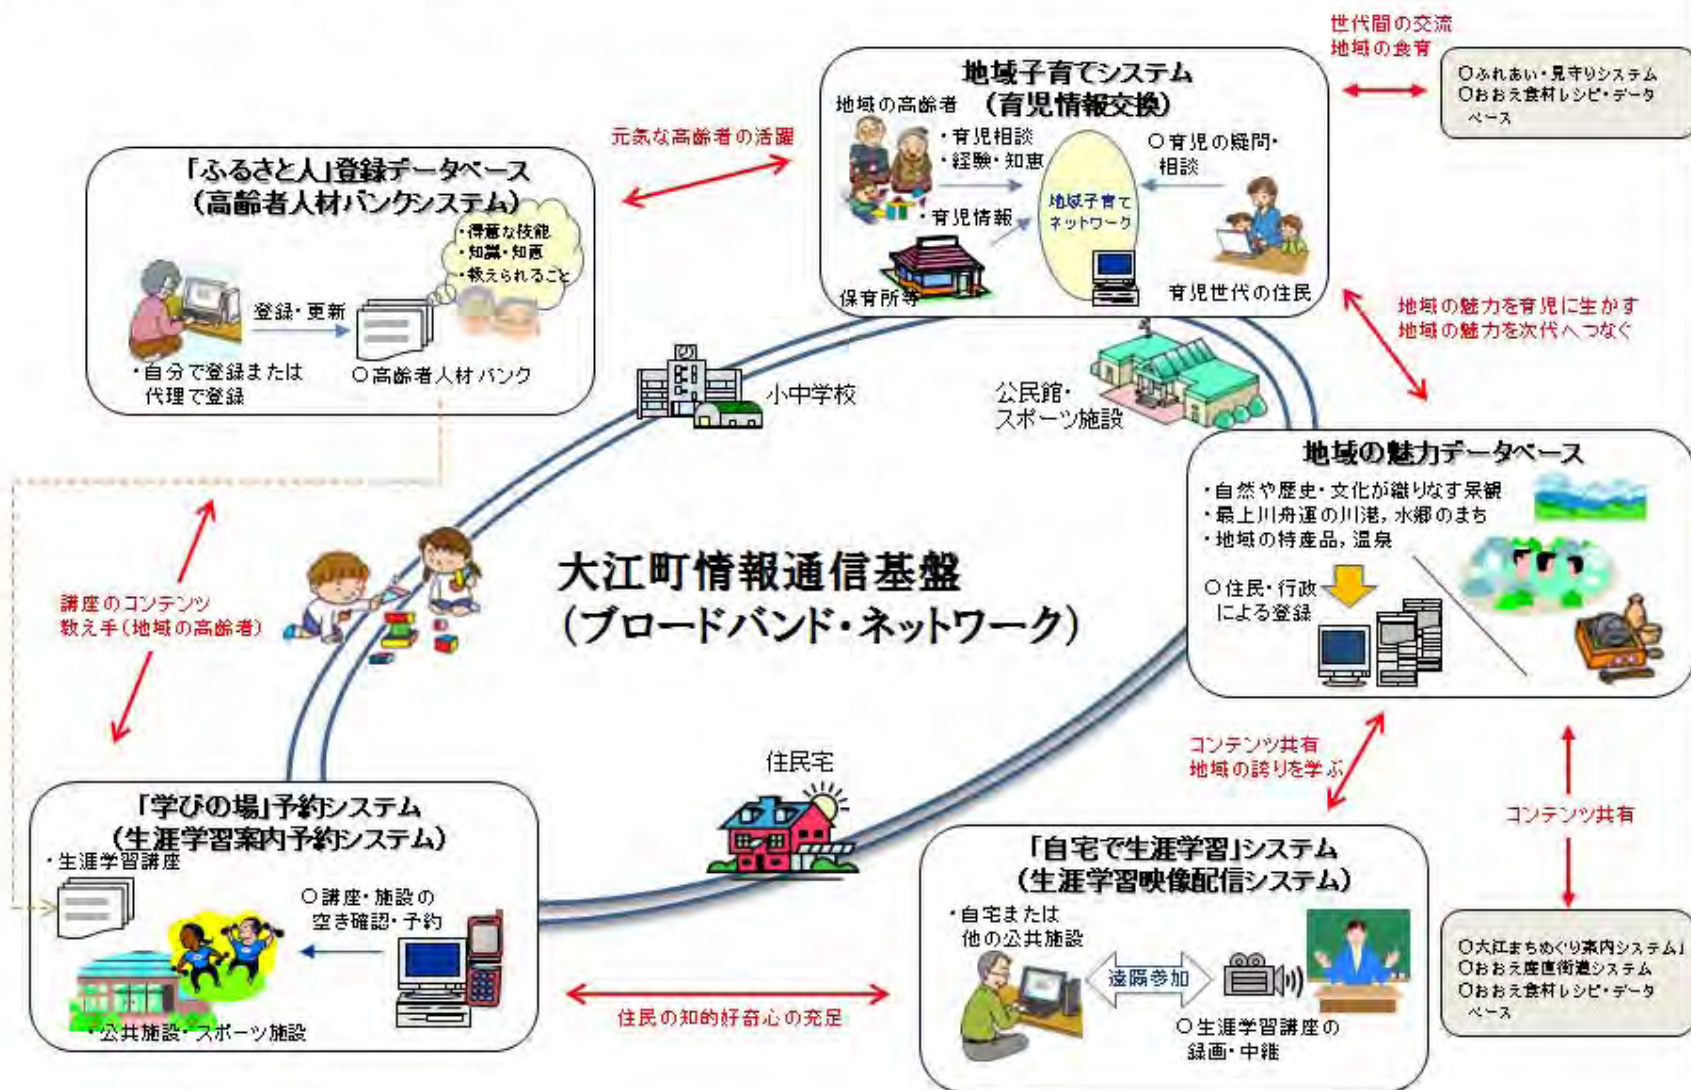 世代間の交流
地域の食育
○ふれあい・見守りシステム
○おおえ食材レシピ・データ
ベース
地域子育てシステム
(育児情報交換)
地域の高齢者
・育児相談
・経験・知恵
○育児の疑問・
相談
・育児情報
地域子育て
ネットワーク
保育所等
育児世代の住民
元気な高齢者の活躍
「ふるさと人」登録データベース
(高齢者人材バンクシステム)
・得意な技能
・知識・知恵
・教えられること
登録・更新
・自分で登録または
代理で登録
○高齢者人材バンク
地域の魅力を育児に生かす
地域の魅力を次代へつなぐ
小中学校
公民館・
スポーツ施設
地域の魅力データベース
・自然や歴史・文化が織りなす景観
・最上川舟運の川港，水郷のまち
・地域の特産品，温泉
○住民・行政
による登録
大江町情報通信基盤
(ブロードバンド・ネットワーク)
講座のコンテンツ
教え手(地域の高齢者)
コンテンツ共有
地域の誇りを学ぶ
コンテンツ共有
住民宅
「学びの場」予約システム
(生涯学習案内予約システム)
・生涯学習講座
○講座・施設の
空き確認・予約
・公共施設・スポーツ施設
住民の知的好奇心の充足
「自宅で生涯学習」システム
(生涯学習映像配信システム)
・自宅または
他の公共施設
遠隔参加
○生涯学習講座の
録画・中継
○大江まちめぐり案内システム」
○おおえ産直街道システム
○おおえ食材レシピ・データ
ベース